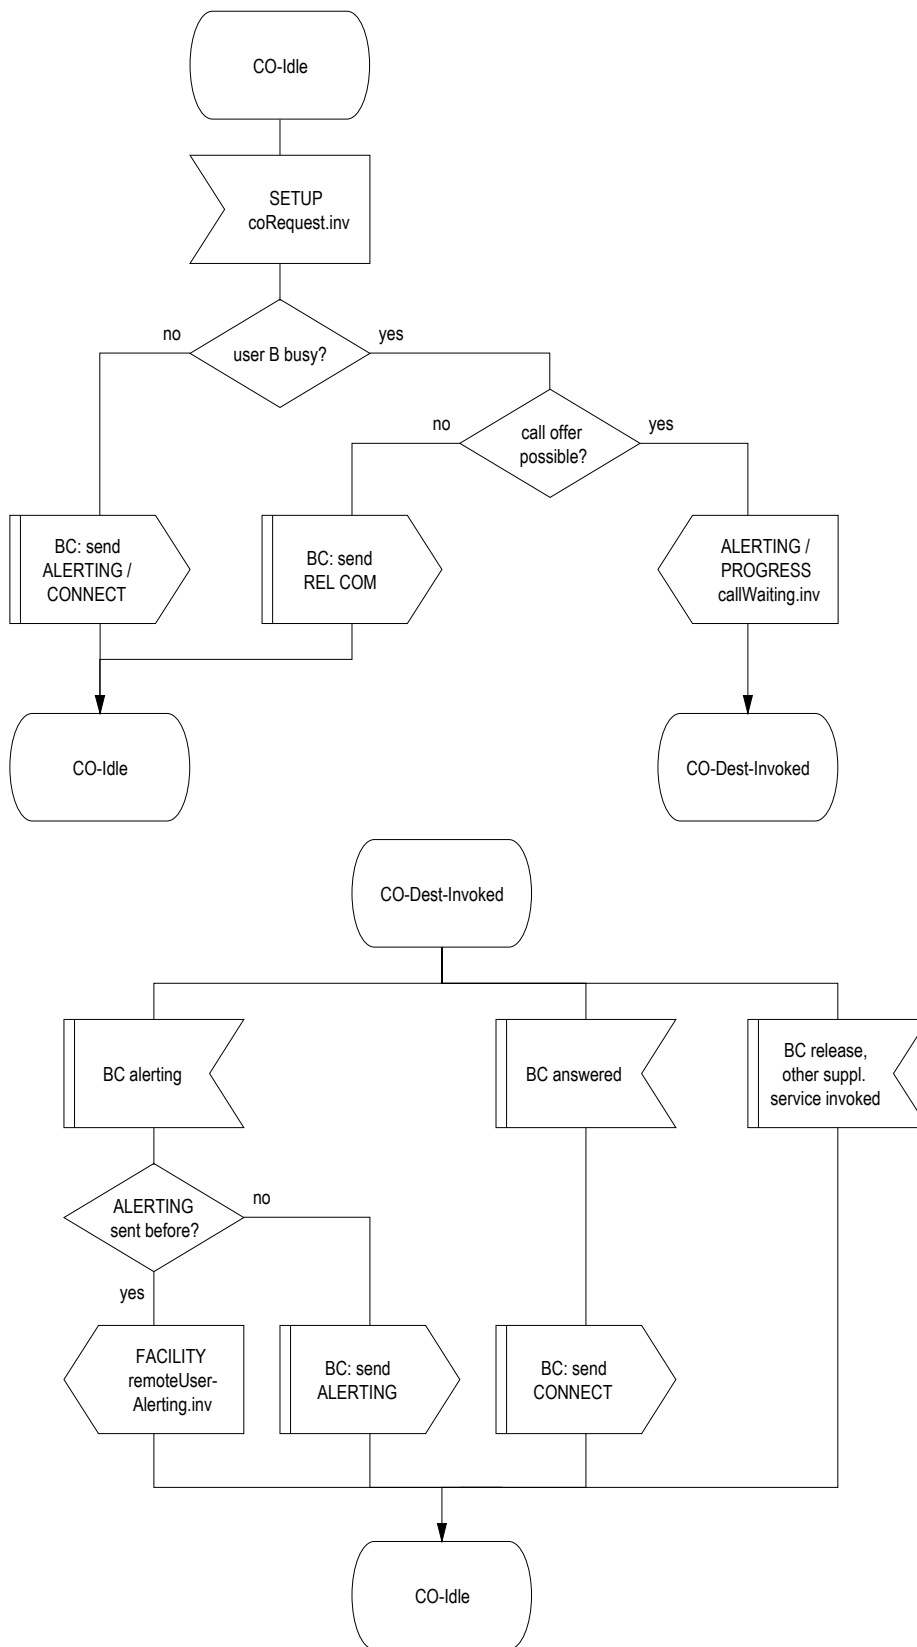 CO-Idle
SETUP
coRequest.inv
no
yes
user B busy?
no
call offer
possible?
yes
BC: send
ALERTING /
CONNECT
BC: send
REL COM
ALERTING /
PROGRESS
callWaiting.inv
CO-Idle
CO-Dest-Invoked
CO-Dest-Invoked
BC alerting
BC answered
BC release,
other suppl.
service invoked
ALERTING
sent before?
no
yes
FACILITY
remoteUser-
Alerting.inv
BC: send
ALERTING
BC: send
CONNECT
CO-Idle